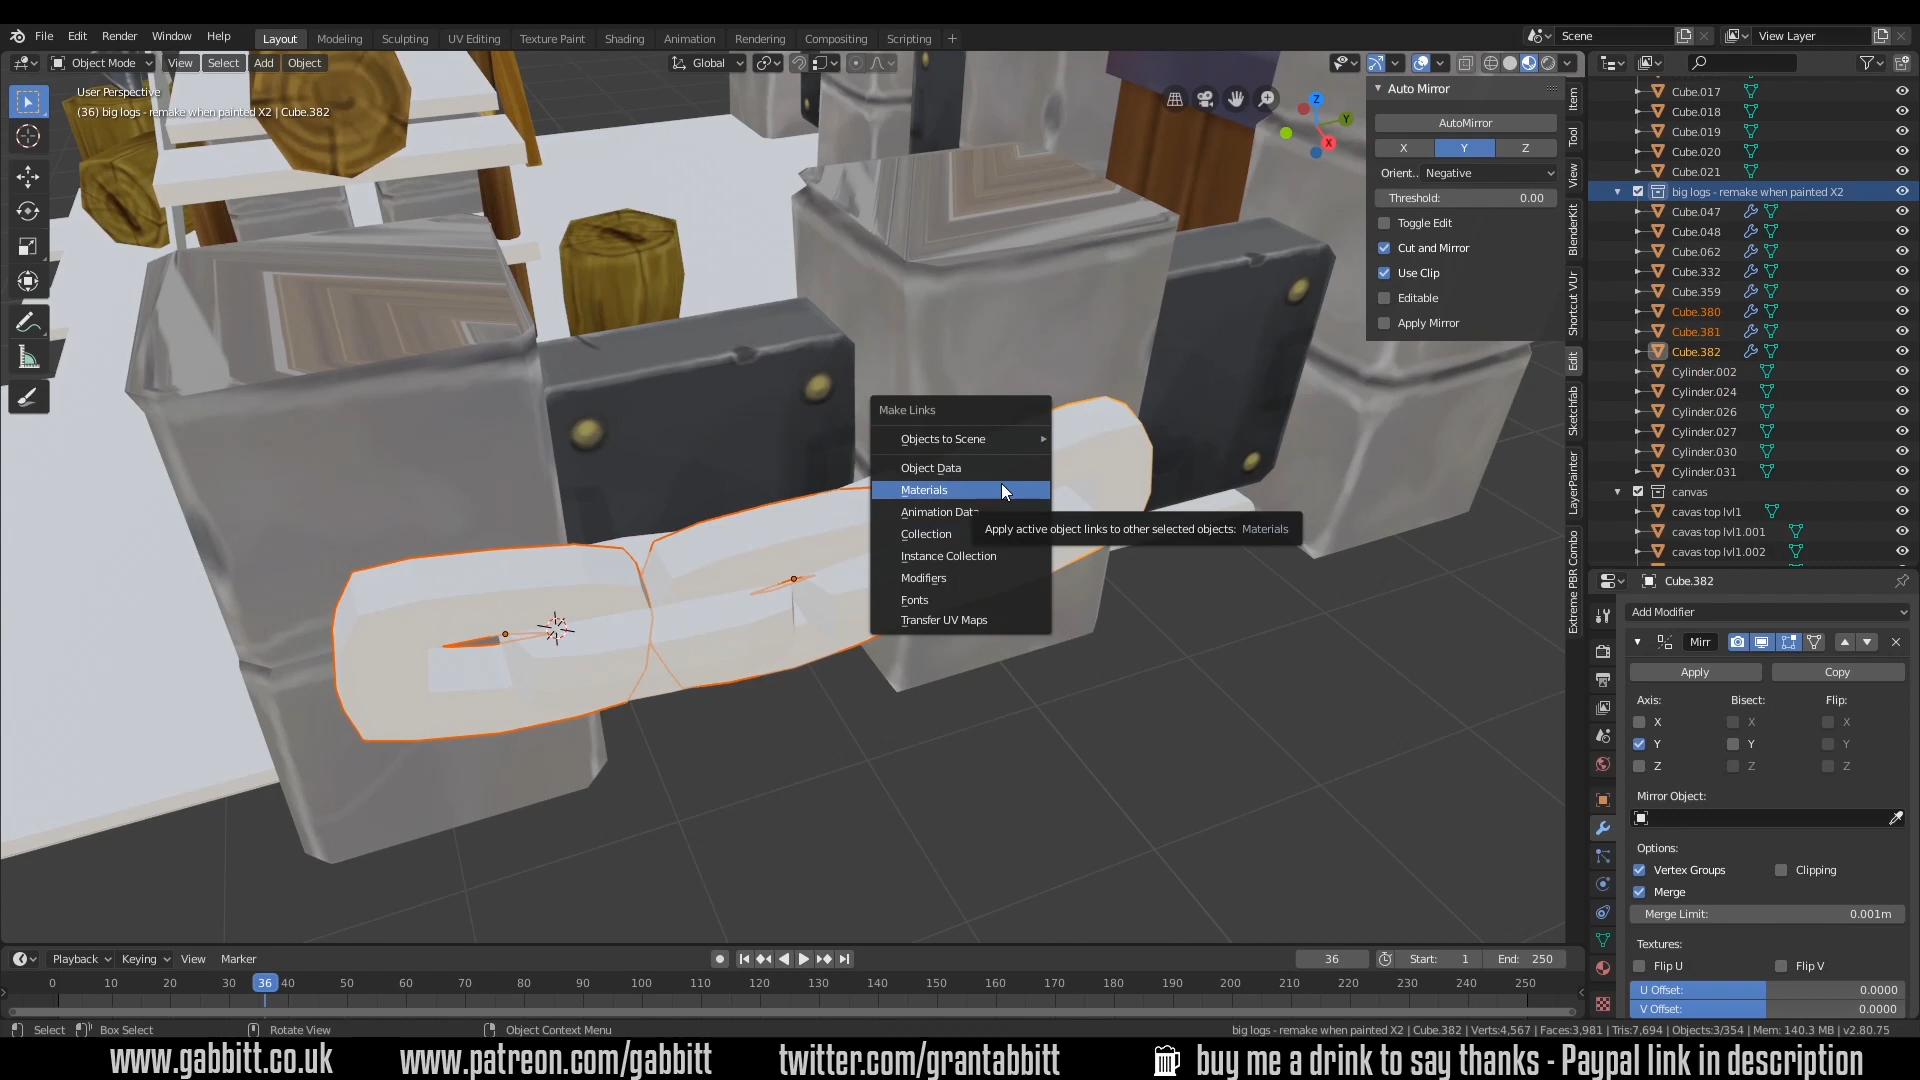 File Edit Render Window Help Layout Modeling Sculpting UV Editing Texture Paint Shading Animation Rendering Compositing Scripting + Scene View Layer
Object Mode View Select Add Object Global
User Perspective
(36) big logs - remake when painted X2 | Cube.382
Z
Y
X
Auto Mirror
AutoMirror
X Y Z
Orient.. Negative
Threshold: 0.00
Toggle Edit
Cut and Mirror
Use Clip
Editable
Apply Mirror
Item
Tool
View
BlenderKit
Shortcut VUr
Edit
Sketchfab
LayerPainter
Extreme PBR Combo
Cube.017
Cube.018
Cube.019
Cube.020
Cube.021
big logs - remake when painted X2
Cube.047
Cube.048
Cube.062
Cube.332
Cube.359
Cube.380
Cube.381
Cube.382
Cylinder.002
Cylinder.024
Cylinder.026
Cylinder.027
Cylinder.030
Cylinder.031
canvas
cavas top lvl1
cavas top lvl1.001
cavas top lvl1.002
Make Links
Objects to Scene
Object Data
Materials
Animation Data
Collection
Instance Collection
Modifiers
Fonts
Transfer UV Maps
Apply active object links to other selected objects: Materials
Cube.382
Add Modifier
Mirr
Apply Copy
Axis: Bisect: Flip:
X X X
Y Y Y
Z Z Z
Mirror Object:
Options:
Vertex Groups Clipping
Merge
Merge Limit: 0.001m
Textures:
Flip U Flip V
U Offset: 0.0000
V Offset: 0.0000
Playback Keying View Marker 36 Start: 1 End: 250
0 10 20 30 36 40 50 60 70 80 90 100 110 120 130 140 150 160 170 180 190 200 210 220 230 240 250
Select Box Select Rotate View Object Context Menu big logs - remake when painted X2 | Cube.382 | Verts:4,567 | Faces:3,981 | Tris:7,694 | Objects:3/354 | Mem: 140.3 MB | v2.80.75
www.gabbitt.co.uk www.patreon.com/gabbitt twitter.com/grantabbitt buy me a drink to say thanks - Paypal link in description